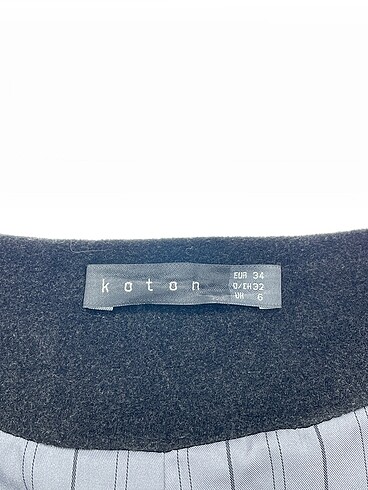 koton
EUR 34
D/CH 32
UK 6